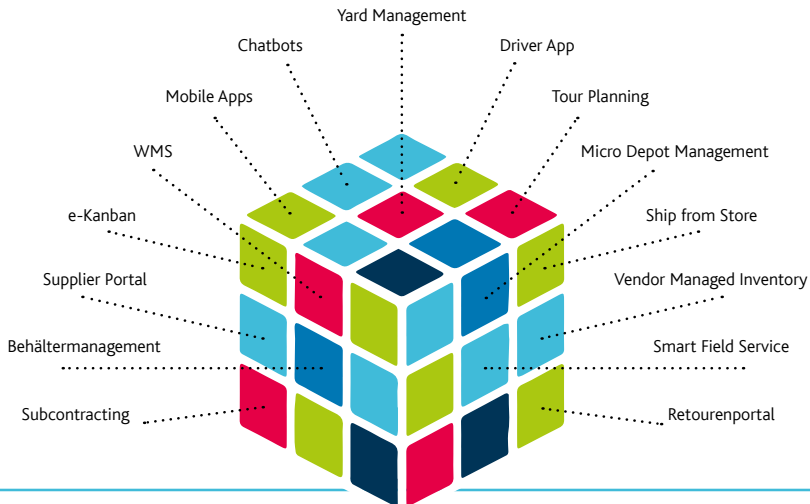 Yard Management
Chatbots
Driver App
Mobile Apps
Tour Planning
WMS
Micro Depot Management
e-Kanban
Ship from Store
Supplier Portal
Vendor Managed Inventory
Behältermanagement
Smart Field Service
Subcontracting
Retourenportal